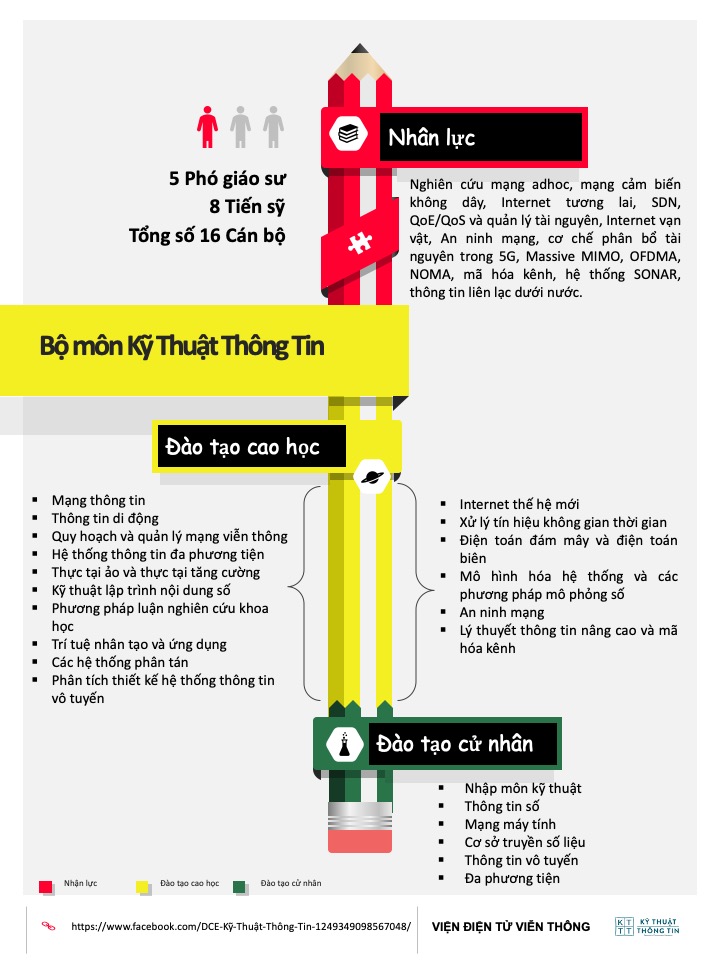 Nhân lực
5 Phó giáo sư
8 Tiến sỹ
Tổng số 16 Cán bộ
Nghiên cứu mạng adhoc, mạng cảm biến
không dây, Internet tương lai, SDN,
QoE/QoS và quản lý tài nguyên, Internet vạn
vật, An ninh mạng, cơ chế phân bổ tài
nguyên trong 5G, Massive MIMO, OFDMA,
NOMA, mã hóa kênh, hệ thống SONAR,
thông tin liên lạc dưới nước.
Bộ môn Kỹ Thuật Thông Tin
Đào tạo cao học
▪ Mạng thông tin
▪ Thông tin di động
▪ Quy hoạch và quản lý mạng viễn thông
▪ Hệ thống thông tin đa phương tiện
▪ Thực tại ảo và thực tại tăng cường
▪ Kỹ thuật lập trình nội dung số
▪ Phương pháp luận nghiên cứu khoa
học
▪ Trí tuệ nhân tạo và ứng dụng
▪ Các hệ thống phân tán
▪ Phân tích thiết kế hệ thống thông tin
vô tuyến
▪ Internet thế hệ mới
▪ Xử lý tín hiệu không gian thời gian
▪ Điện toán đám mây và điện toán
biên
▪ Mô hình hóa hệ thống và các
phương pháp mô phỏng số
▪ An ninh mạng
▪ Lý thuyết thông tin nâng cao và mã
hóa kênh
Đào tạo cử nhân
▪ Nhập môn kỹ thuật
▪ Thông tin số
▪ Mạng máy tính
▪ Cơ sở truyền số liệu
▪ Thông tin vô tuyến
▪ Đa phương tiện
Nhận lực
Đào tạo cao học
Đào tạo cử nhân
https://www.facebook.com/DCE-Kỹ-Thuật-Thông-Tin-1249349098567048/
VIỆN ĐIỆN TỬ VIỄN THÔNG
KT
TT
KỸ THUẬT
THÔNG TIN